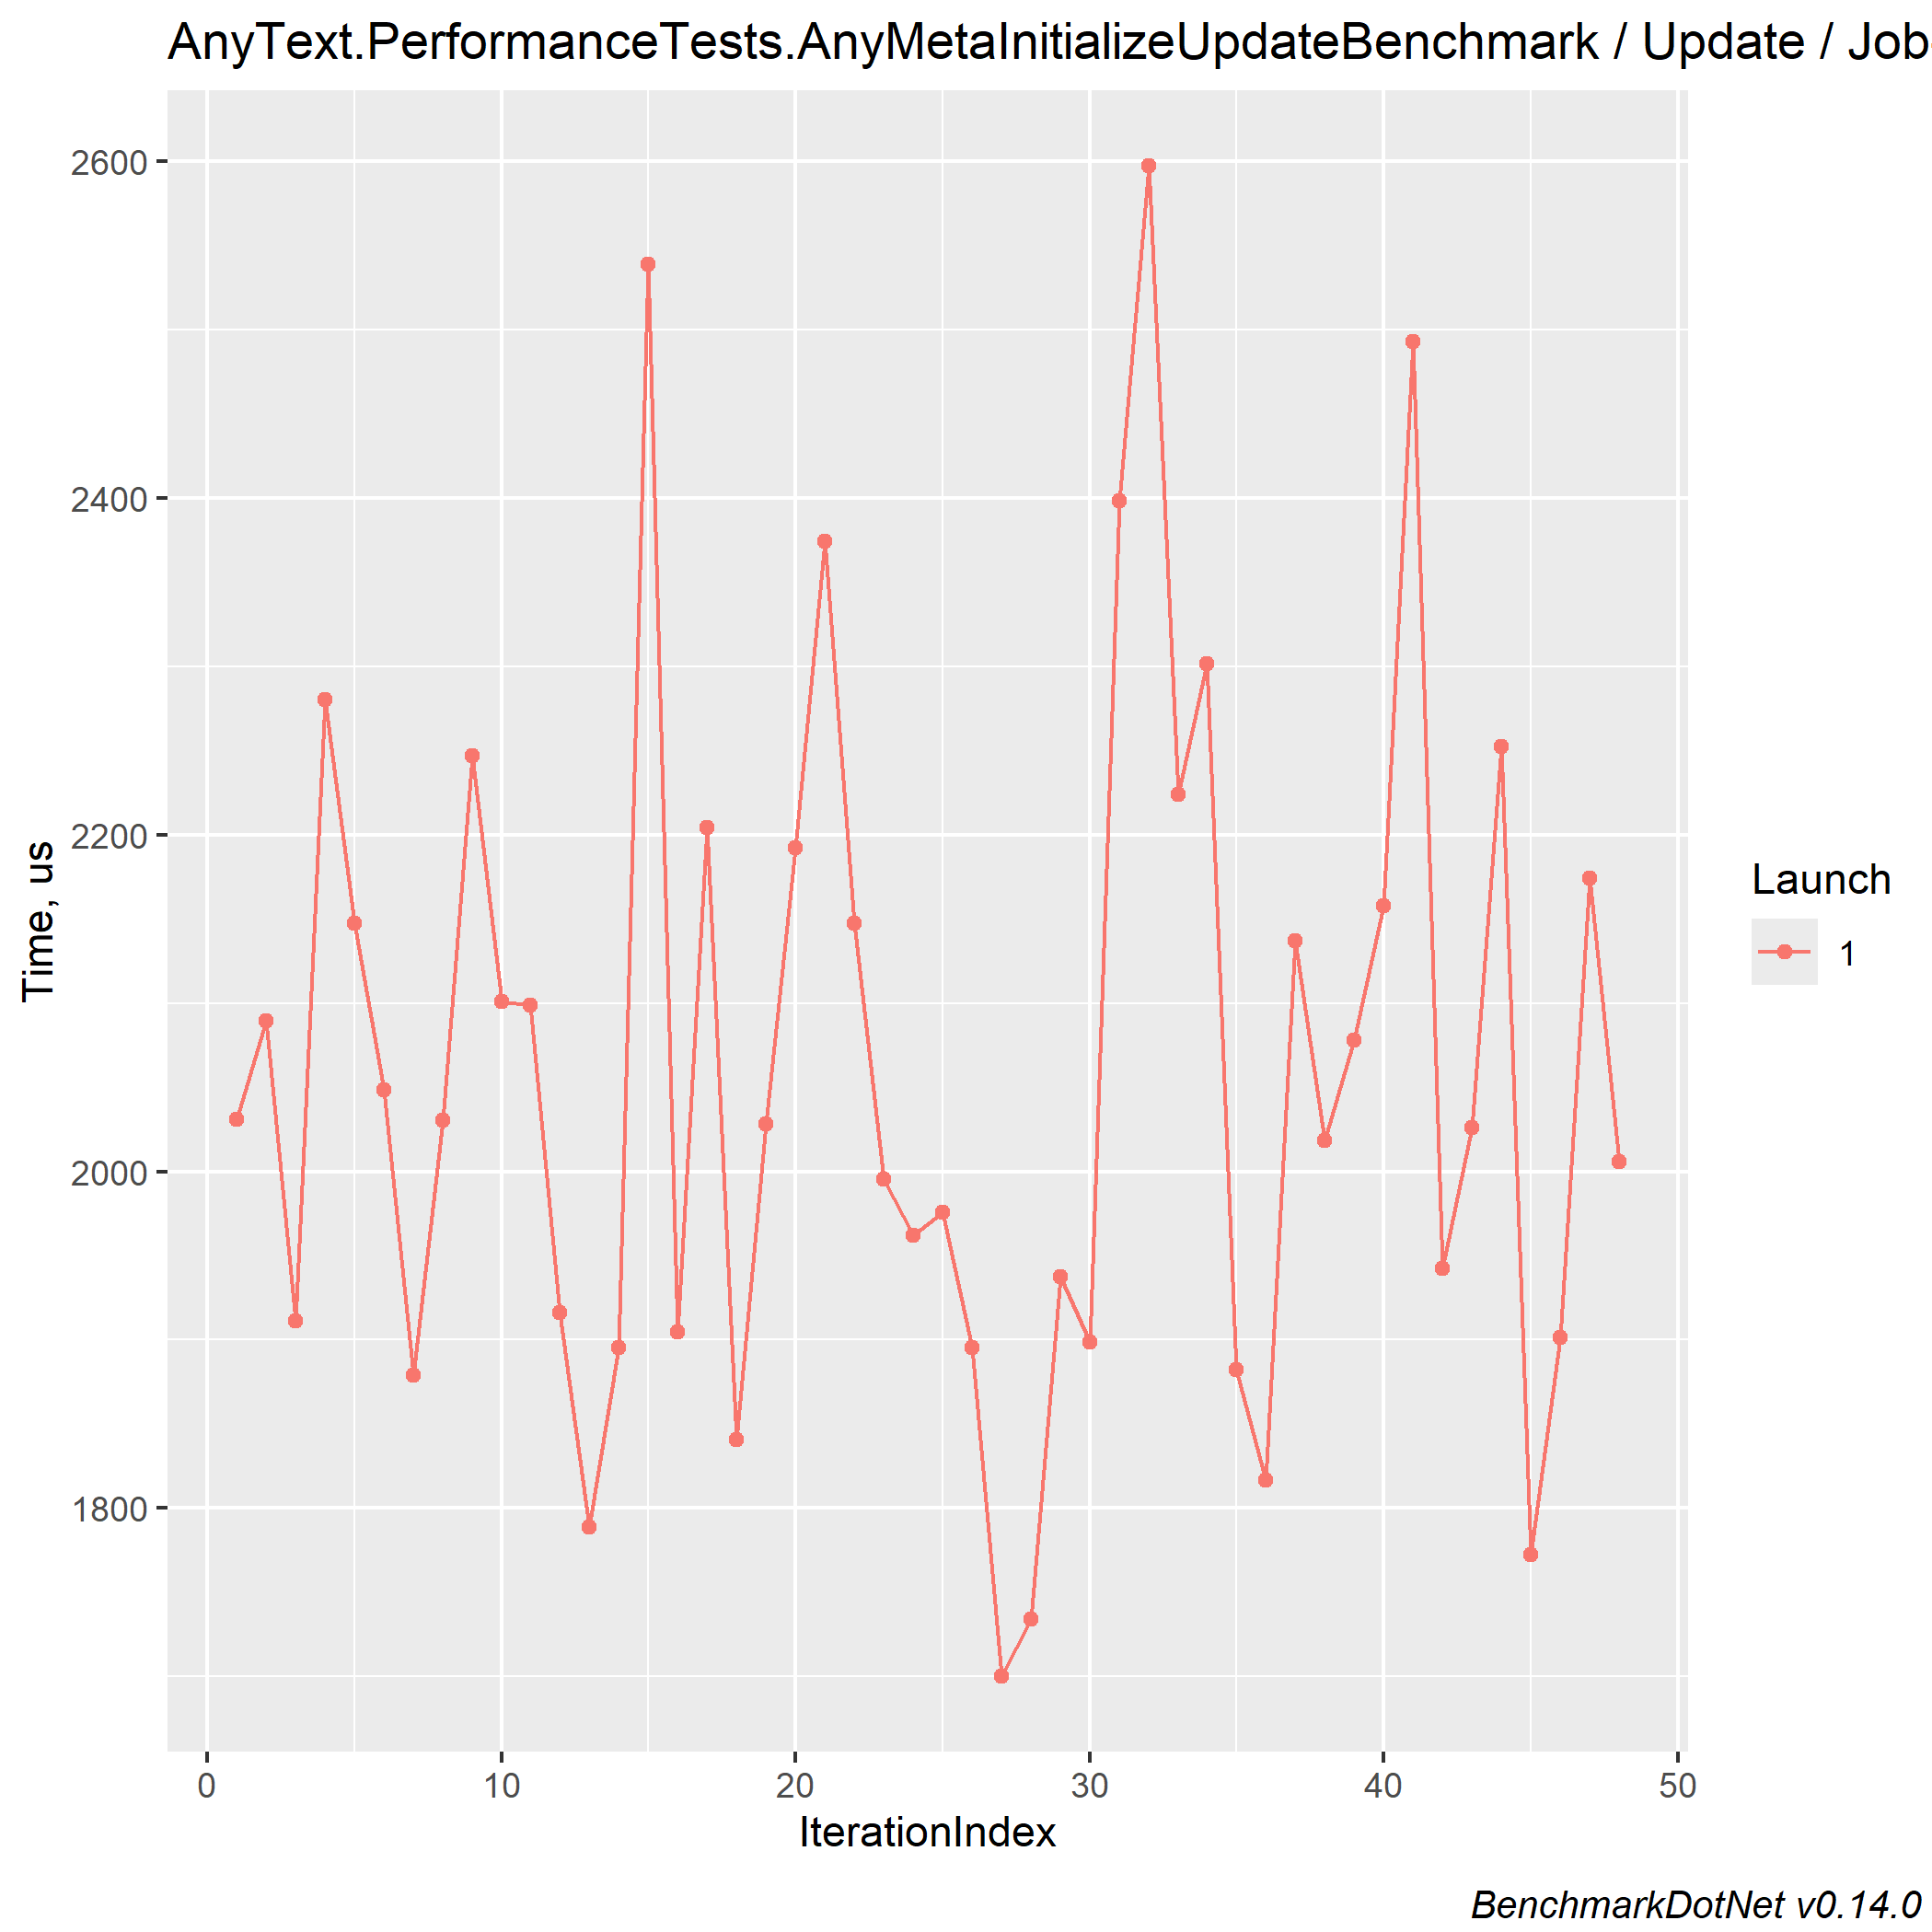 AnyText.PerformanceTests.AnyMetaInitializeUpdateBenchmark / Update / Job
2600
2400
2200
2000
1800
Time, us
0 10 20 30 40 50
IterationIndex
Launch
1
BenchmarkDotNet v0.14.0